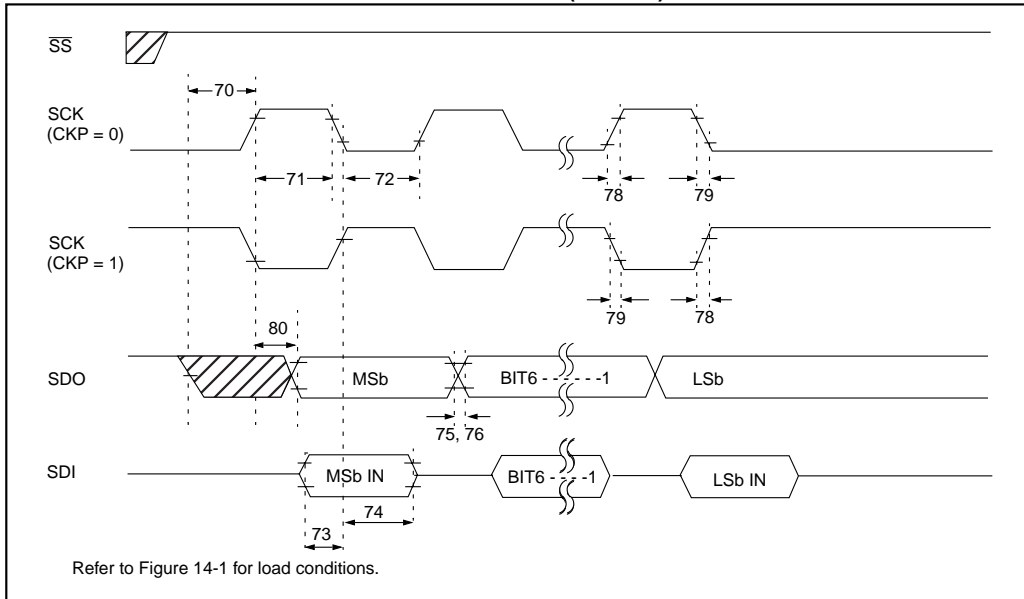 SS
70
SCK
(CKP = 0)
71
72
78
79
SCK
(CKP = 1)
79
78
80
SDO
MSb
BIT6 - - - - - -1
LSb
75, 76
SDI
MSb IN
BIT6 - - - - -1
LSb IN
74
73
Refer to Figure 14-1 for load conditions.